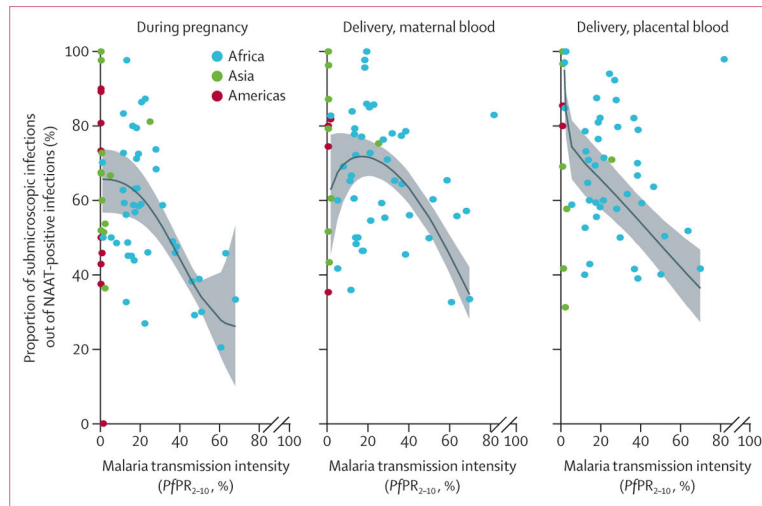 During pregnancy
Delivery, maternal blood
Delivery, placental blood
Proportion of submicroscopic infections
out of NAAT-positive infections (%)
100
80
60
40
20
0
Africa
Asia
Americas
0 20 40 60 80 100
0 20 40 60 80 100
0 20 40 60 80 100
Malaria transmission intensity
(PfPR2–10, %)
Malaria transmission intensity
(PfPR2–10, %)
Malaria transmission intensity
(PfPR2–10, %)